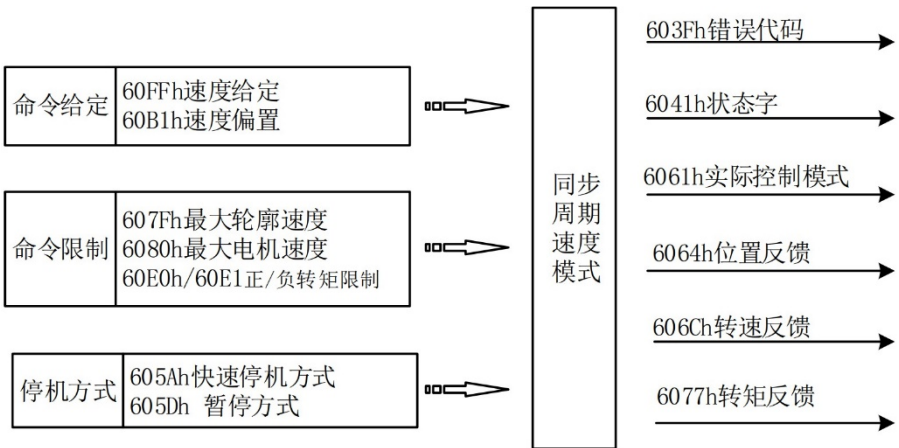 命令给定
60FFh速度给定
60B1h速度偏置
命令限制
607Fh最大轮廓速度
6080h最大电机速度
60E0h/60E1正/负转矩限制
停机方式
605Ah快速停机方式
605Dh 暂停方式
同步
周期
速度
模式
603Fh错误代码
6041h状态字
6061h实际控制模式
6064h位置反馈
606Ch转速反馈
6077h转矩反馈